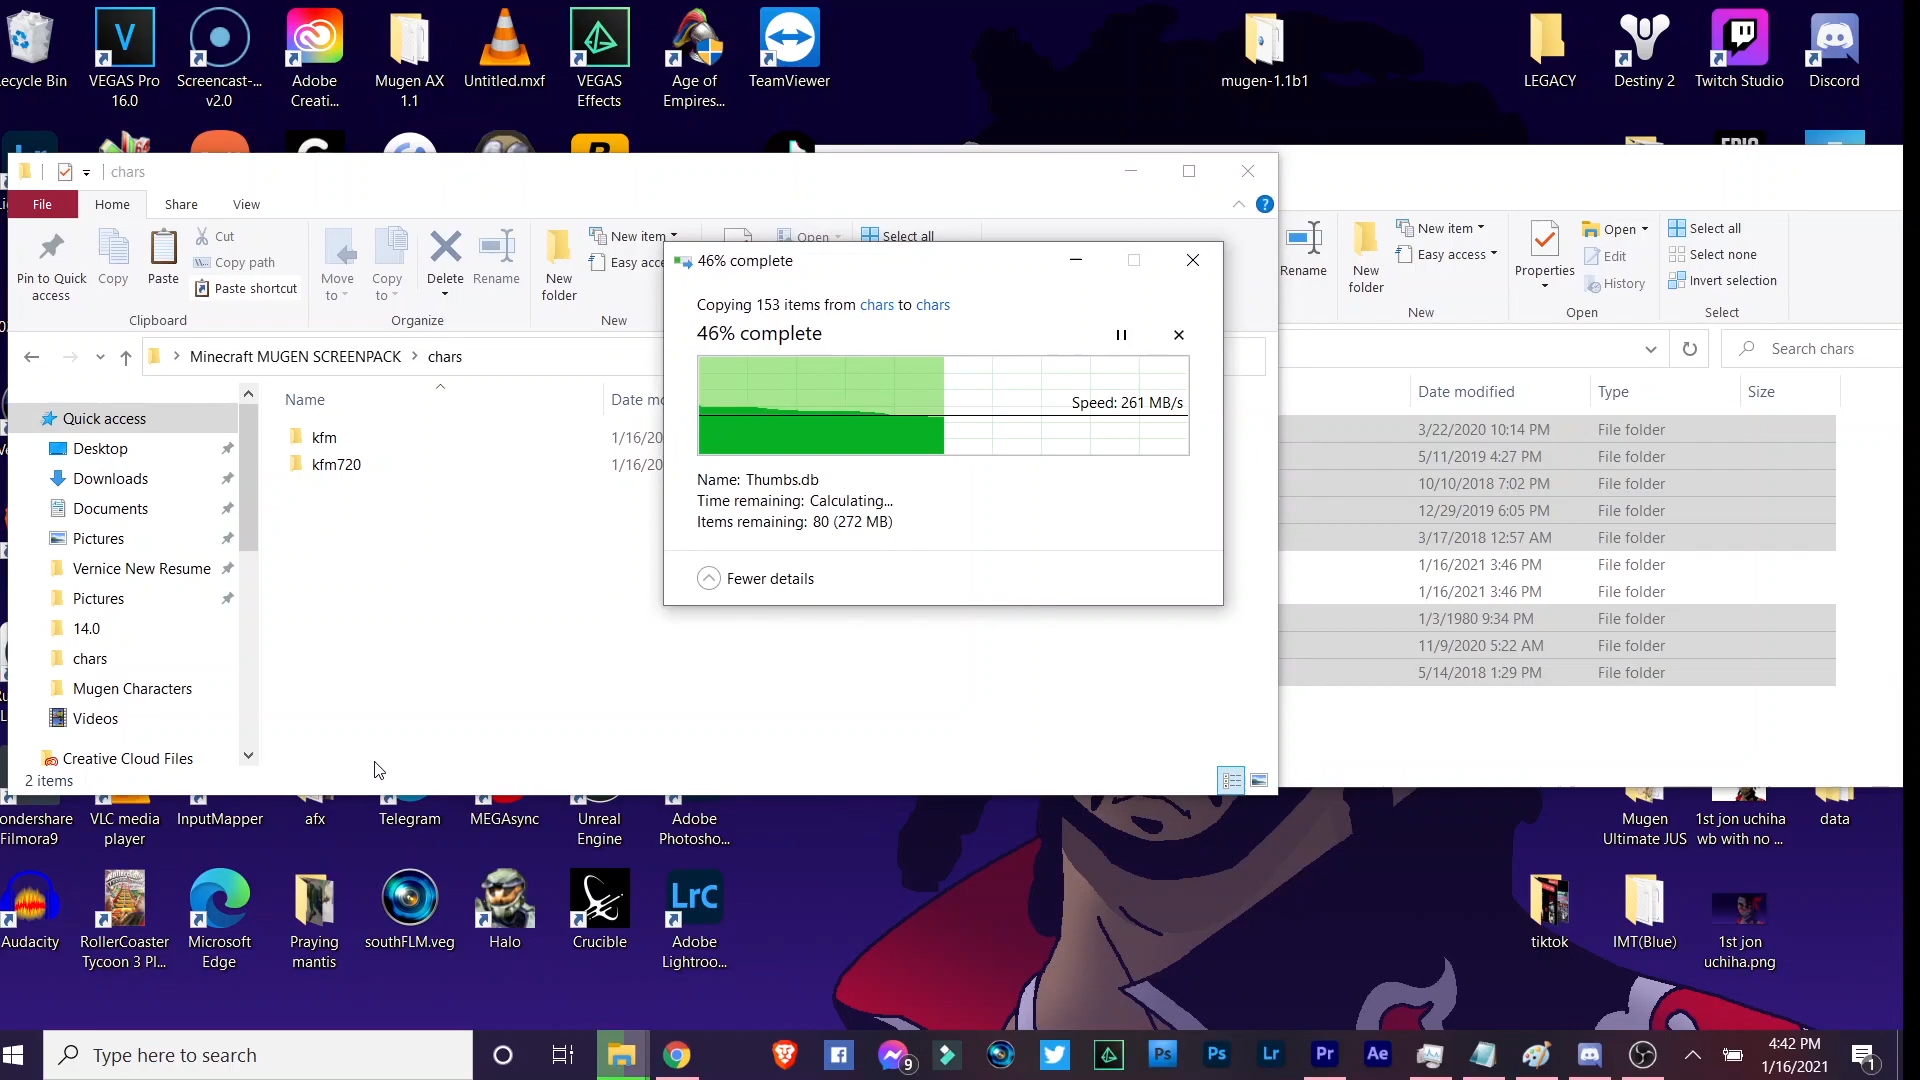 ecycle Bin
VEGAS Pro
16.0
Screencast-...
v2.0
Adobe
Creati...
Mugen AX
1.1
Untitled.mxf
VEGAS
Effects
Age of
Empires...
TeamViewer
mugen-1.1b1
LEGACY
Destiny 2
Twitch Studio
Discord
chars
File
Home
Share
View
Pin to Quick
access
Copy
Paste
Cut
Copy path
Paste shortcut
Clipboard
Move
to
Copy
to
Delete
Rename
Organize
New
folder
New item
Easy acce
New
Open
Select all
Rename
New
folder
New item
Easy access
New
Properties
Open
Edit
History
Open
Select all
Select none
Invert selection
Select
46% complete
Copying 153 items from chars to chars
46% complete
Speed: 261 MB/s
Name: Thumbs.db
Time remaining: Calculating...
Items remaining: 80 (272 MB)
Fewer details
Minecraft MUGEN SCREENPACK
chars
Search chars
Quick access
Desktop
Downloads
Documents
Pictures
Vernice New Resume
Pictures
14.0
chars
Mugen Characters
Videos
Creative Cloud Files
2 items
Name
Date mo
kfm
1/16/20
kfm720
1/16/20
Date modified
Type
Size
3/22/2020 10:14 PM File folder
5/11/2019 4:27 PM File folder
10/10/2018 7:02 PM File folder
12/29/2019 6:05 PM File folder
3/17/2018 12:57 AM File folder
1/16/2021 3:46 PM File folder
1/16/2021 3:46 PM File folder
1/3/1980 9:34 PM File folder
11/9/2020 5:22 AM File folder
5/14/2018 1:29 PM File folder
ondershare
Filmora9
VLC media
player
InputMapper
afx
Telegram
MEGAsync
Unreal
Engine
Adobe
Photosho...
Mugen
Ultimate JUS
1st jon uchiha
wb with no ...
data
Audacity
RollerCoaster
Tycoon 3 Pl...
Microsoft
Edge
Praying
mantis
southFLM.veg
Halo
Crucible
LrC
Adobe
Lightroo...
tiktok
IMT(Blue)
1st jon
uchiha.png
Type here to search
9
Ps
Ps
Lr
Pr
Ae
4:42 PM
1/16/2021
1